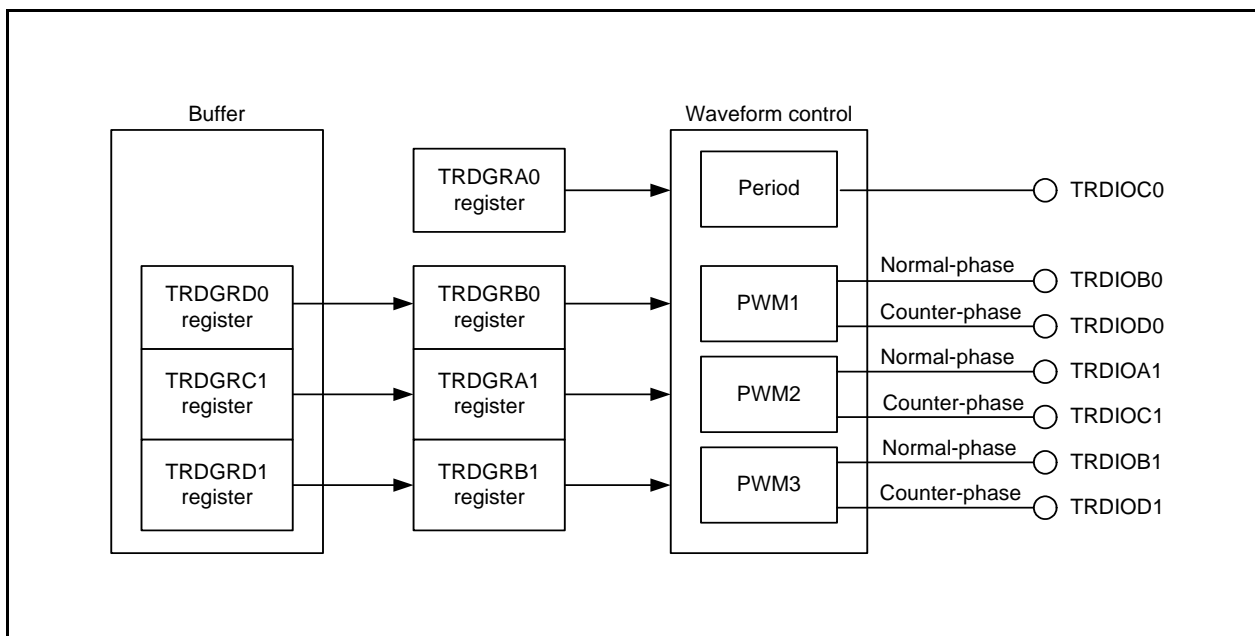 Buffer
Waveform control
TRDGRA0
register
Period
TRDIOC0
TRDGRD0
register
TRDGRB0
register
PWM1
Normal-phase
TRDIOB0
Counter-phase
TRDIOD0
TRDGRC1
register
TRDGRA1
register
PWM2
Normal-phase
TRDIOA1
Counter-phase
TRDIOC1
TRDGRD1
register
TRDGRB1
register
PWM3
Normal-phase
TRDIOB1
Counter-phase
TRDIOD1